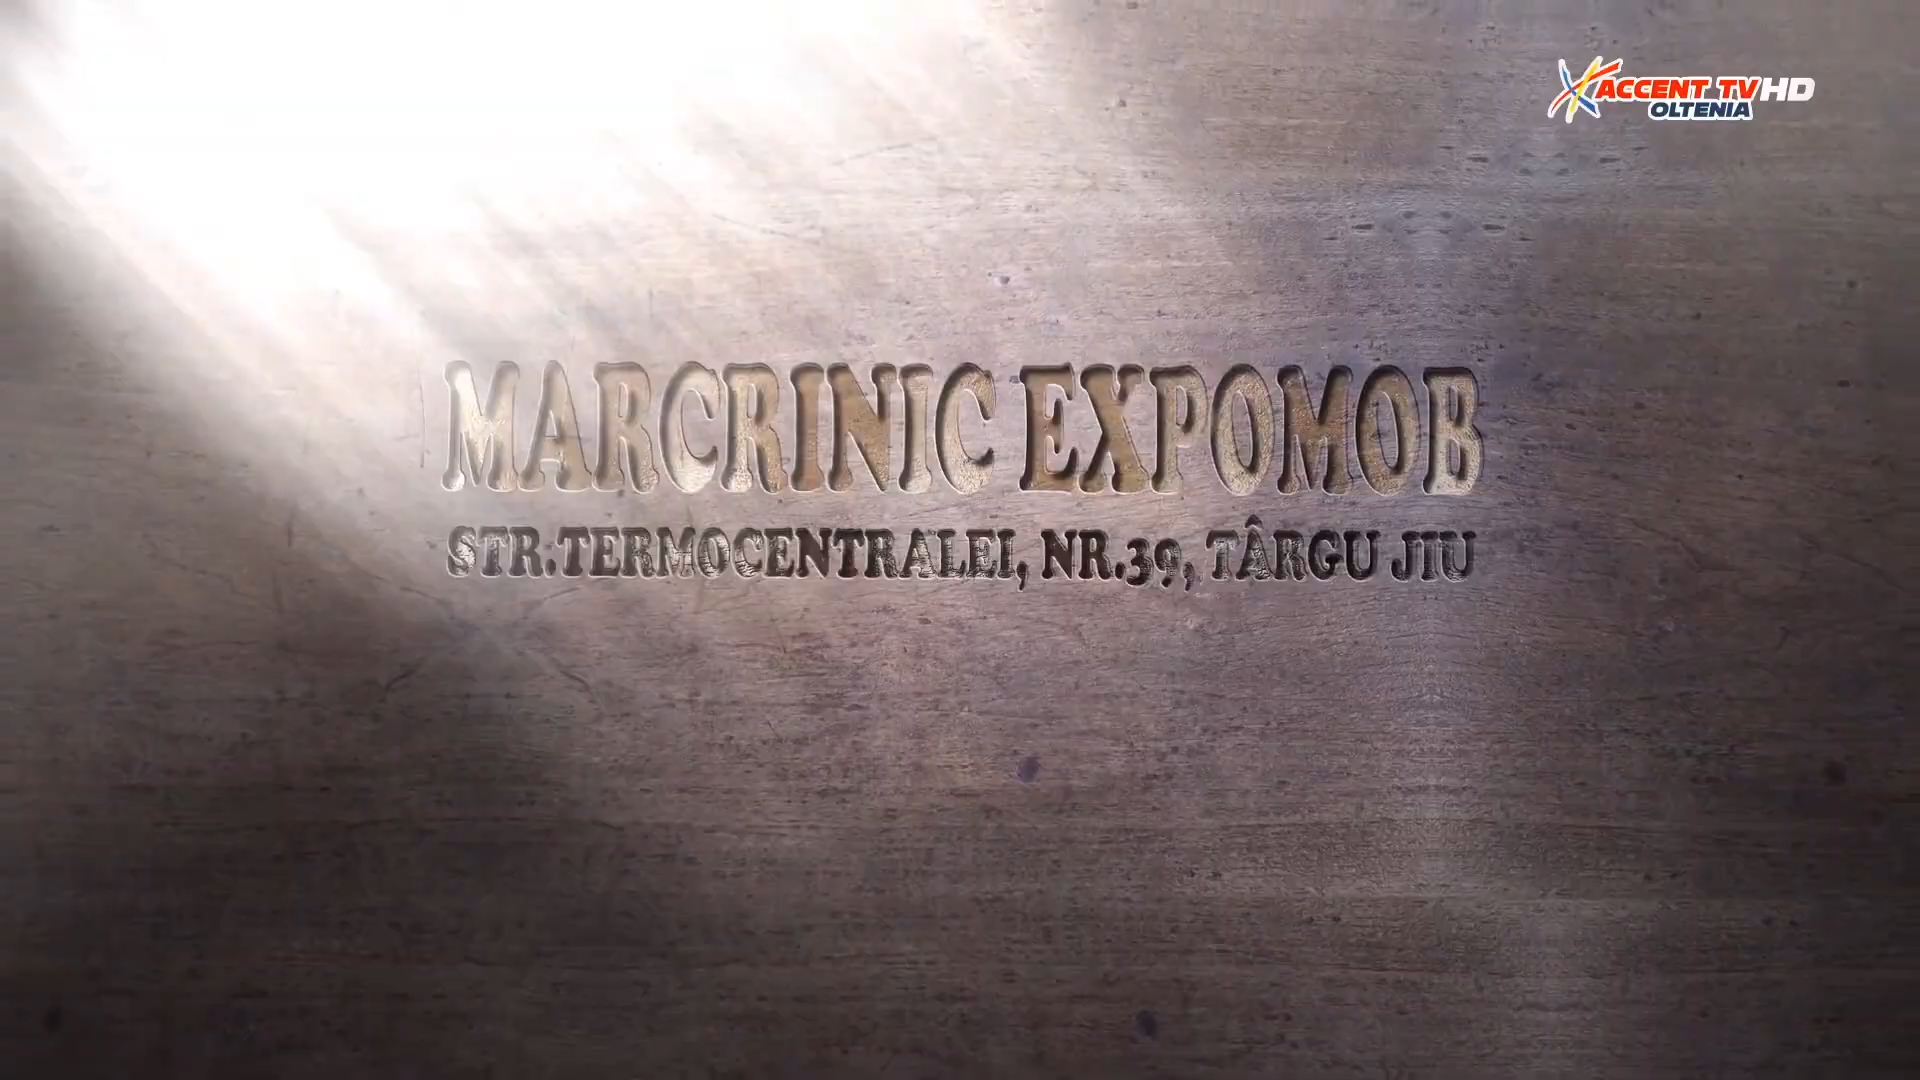 ACCENT TV HD
OLTENIA
MARCRINIC EXPOMOB
STR.TERMOCENTRALEI, NR.39, TÂRGU JIU